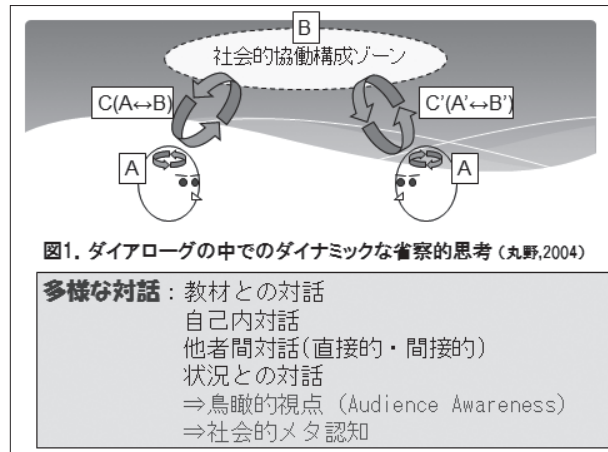 B
社会的協働構成ゾーン
C(A↔B)
C'(A'↔B')
A
A
図1. ダイアローグの中でのダイナミックな省察的思考 (丸野,2004)
多様な対話：教材との対話
自己内対話
他者間対話(直接的・間接的)
状況との対話
⇒鳥瞰的視点 (Audience Awareness)
⇒社会的メタ認知